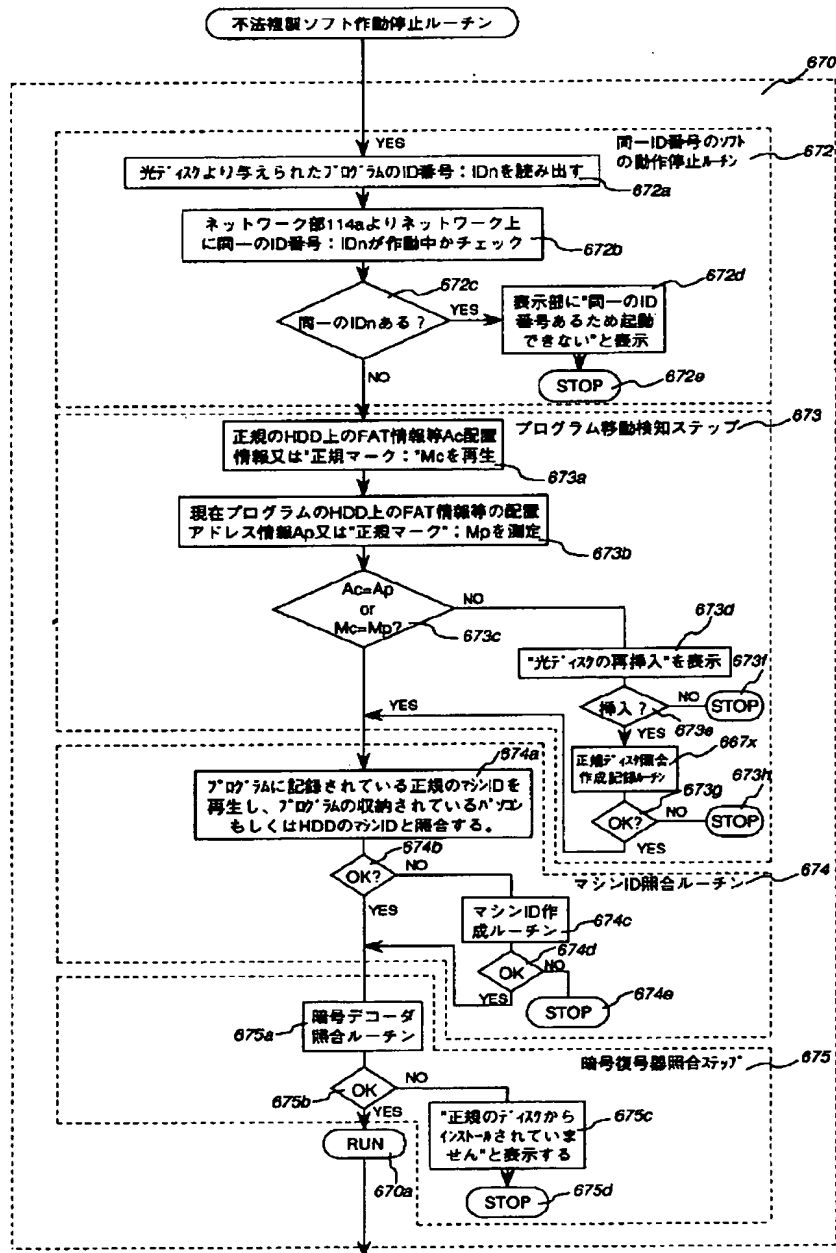 不法複製ソフト作動停止ルーチン
670
YES
同一ID番号のソフト
の動作停止ルーチン
672
光ディスクより与えられたプログラムのID番号：IDnを読み出す
672a
ネットワーク部114aよりネットワーク上
に同一のID番号：IDnが作動中かチェック
672b
672c
同一のIDnある？
YES
672d
表示部に"同一のID
番号あるため起動
できない"と表示
STOP
672e
NO
プログラム移動検知ステップ
673
正規のHDD上のFAT情報等Ac配置
情報又は"正規マーク："Mcを再生
673a
現在プログラムのHDD上のFAT情報等の配置
アドレス情報Ap又は"正規マーク"：Mpを測定
673b
Ac=Ap
or
Mc=Mp?
673c
NO
673d
"光ディスクの再挿入"を表示
673f
挿入？
NO
STOP
673e
YES
YES
正規ディスク照合
作成記録ルーチン
667x
673g
673h
OK?
NO
STOP
YES
674a
プログラムに記録されている正規のマシンIDを
再生し、プログラムの収納されているパソコン
もしくはHDDのマシンIDと照合する。
674b
OK?
NO
マシンID照合ルーチン
674
YES
マシンID作
成ルーチン
674c
674d
OK
NO
YES
STOP
674e
675a
暗号デコーダ
照合ルーチン
暗号復号器照合ステップ
675
675b
OK
NO
YES
"正規のディスクから
インストールされていま
せん"と表示する
675c
RUN
670a
STOP
675d